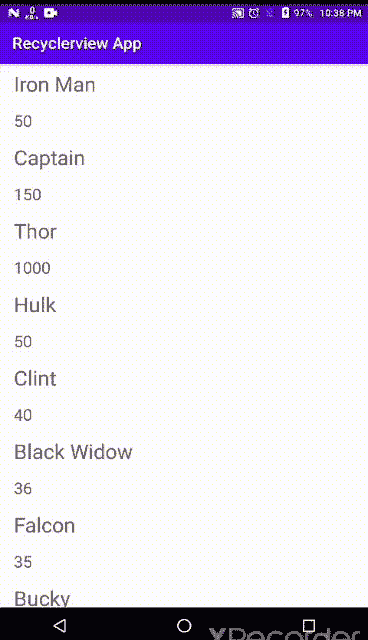 97% 10:38 PM
Recyclerview App
Iron Man
50
Captain
150
Thor
1000
Hulk
50
Clint
40
Black Widow
36
Falcon
35
Bucky
XRecorder